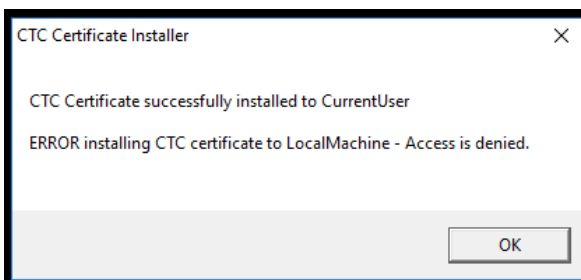 CTC Certificate Installer
CTC Certificate successfully installed to CurrentUser
ERROR installing CTC certificate to LocalMachine - Access is denied.
OK